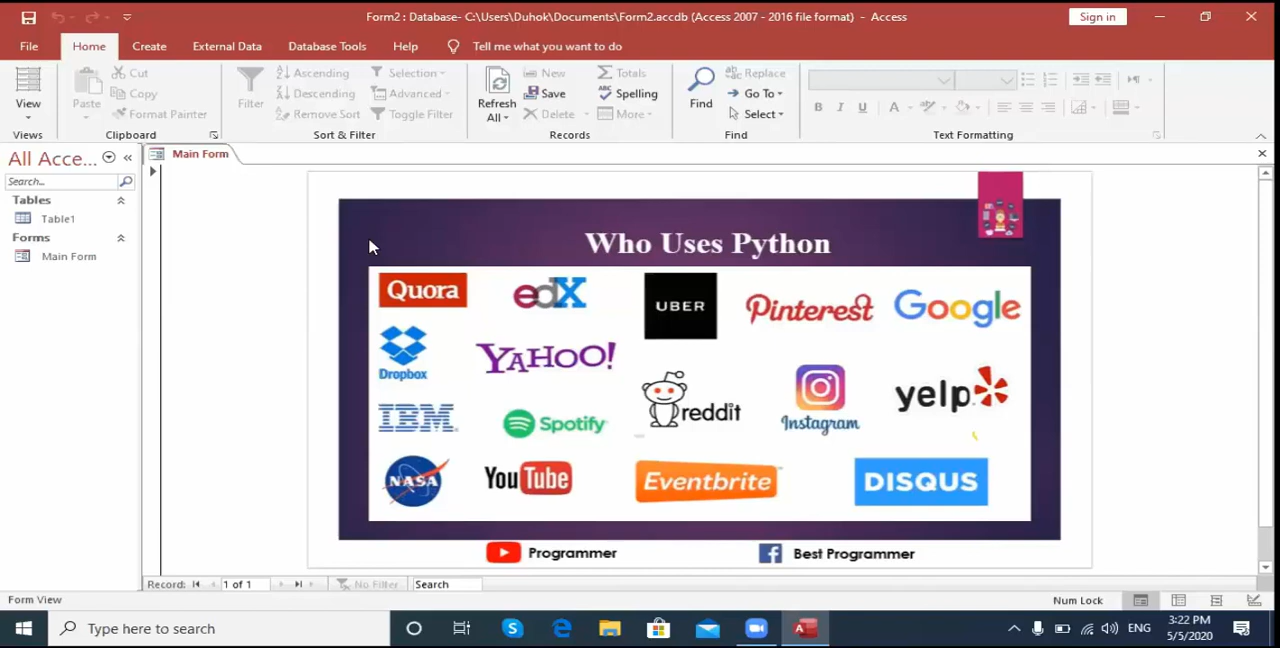 Form2 : Database- C:\Users\Duhok\Documents\Form2.accdb (Access 2007 - 2016 file format) - Access
Sign in
File Home Create External Data Database Tools Help Tell me what you want to do
View
Views
Paste
Cut
Copy
Format Painter
Clipboard
Filter
Ascending
Descending
Remove Sort
Selection
Advanced
Toggle Filter
Sort & Filter
Refresh
All
New
Save
Delete
Totals
Spelling
More
Records
Find
Replace
Go To
Select
Find
B I U A
Text Formatting
All Acce...
Search...
Tables
Table1
Forms
Main Form
Main Form
Who Uses Python
Quora edX UBER Pinterest Google
Dropbox YAHOO! reddit Instagram yelp
IBM Spotify
NASA YouTube Eventbrite DISQUS
Programmer Best Programmer
Record: 1 of 1 No Filter Search
Form View Num Lock
Type here to search
ENG
3:22 PM
5/5/2020